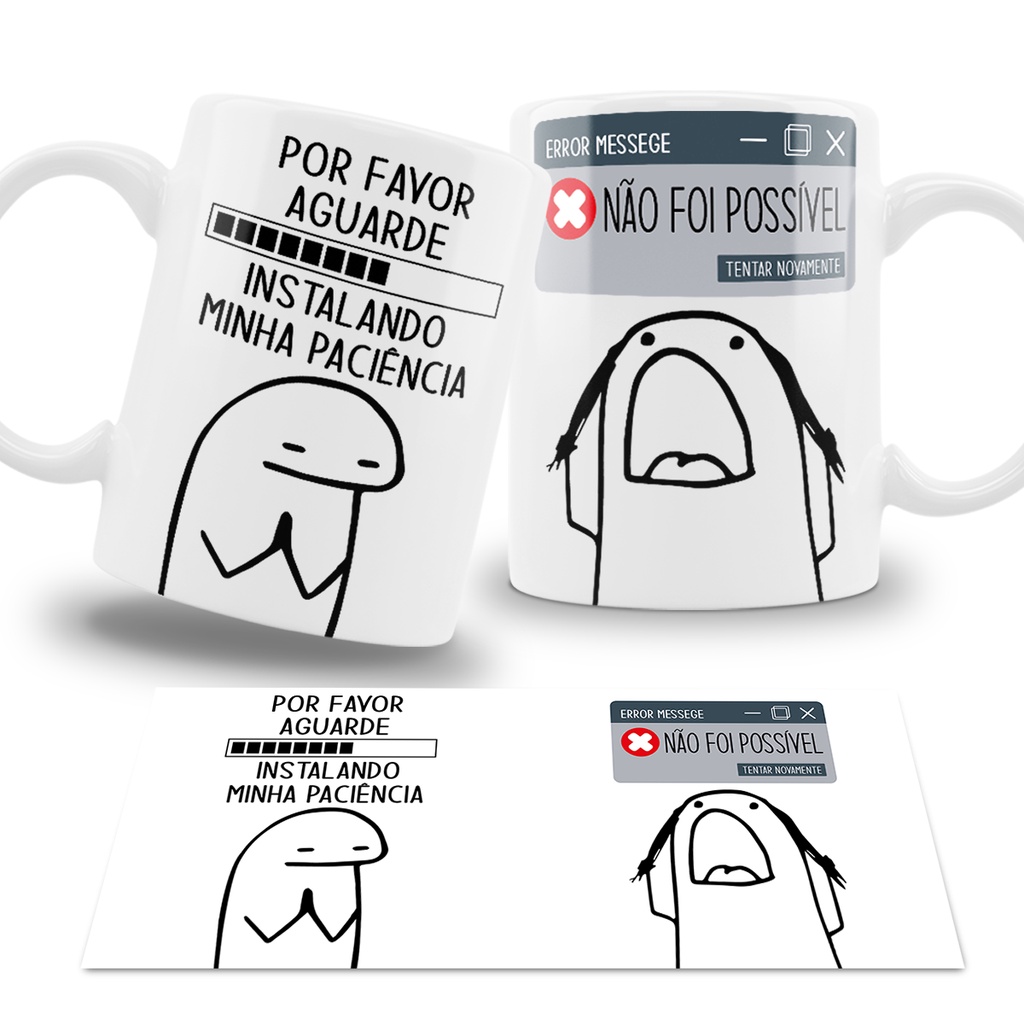 POR FAVOR
AGUARDE
INSTALANDO
MINHA PACIÊNCIA
ERROR MESSEGE
NÃO FOI POSSÍVEL
TENTAR NOVAMENTE
POR FAVOR
AGUARDE
INSTALANDO
MINHA PACIÊNCIA
ERROR MESSEGE
NÃO FOI POSSÍVEL
TENTAR NOVAMENTE